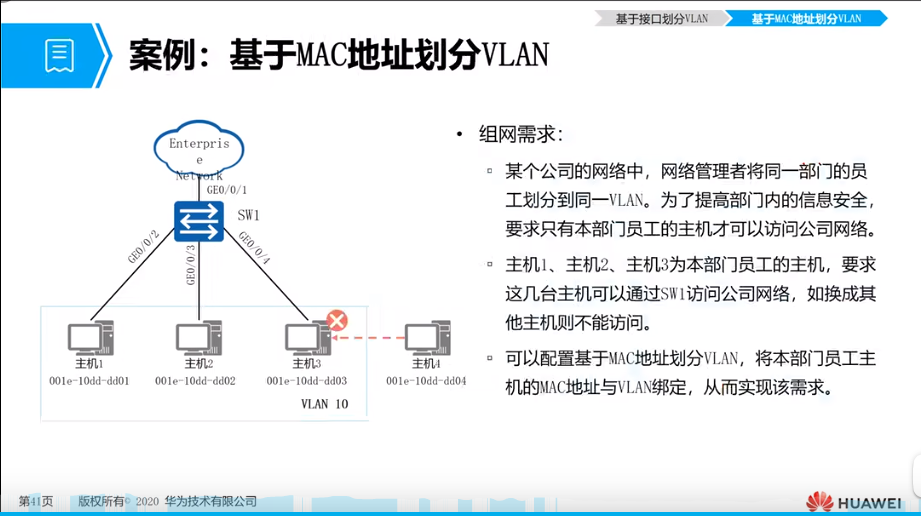 基于接口划分VLAN
基于MAC地址划分VLAN
案例：基于MAC地址划分VLAN
Enterpris
e
Network
GE0/0/1
SW1
GE0/0/2
GE0/0/3
GE0/0/4
主机1
001e-10dd-dd01
主机2
001e-10dd-dd02
主机3
001e-10dd-dd03
主机4
001e-10dd-dd04
VLAN 10
• 组网需求：
▫ 某个公司的网络中，网络管理者将同一部门的员
工划分到同一VLAN。为了提高部门内的信息安全，
要求只有本部门员工的主机才可以访问公司网络。
▫ 主机1、主机2、主机3为本部门员工的主机，要求
这几台主机可以通过SW1访问公司网络，如换成其
他主机则不能访问。
▫ 可以配置基于MAC地址划分VLAN，将本部门员工主
机的MAC地址与VLAN绑定，从而实现该需求。
第41页
版权所有© 2020 华为技术有限公司
HUAWEI